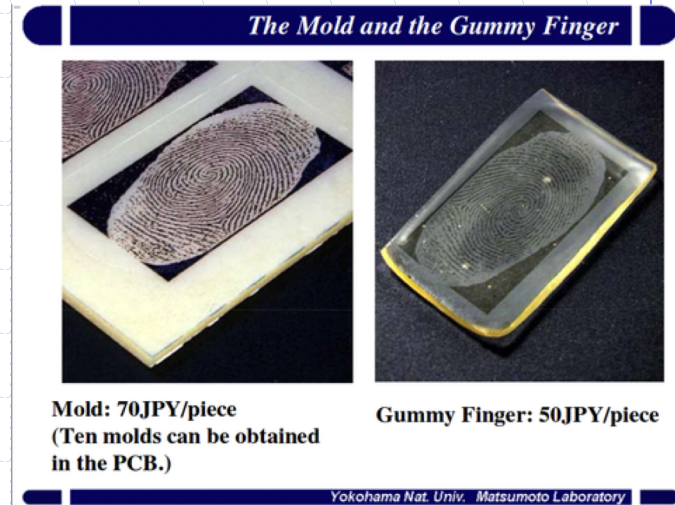 The Mold and the Gummy Finger
Mold: 70JPY/piece
(Ten molds can be obtained
in the PCB.)
Gummy Finger: 50JPY/piece
Yokohama Nat. Univ. Matsumoto Laboratory